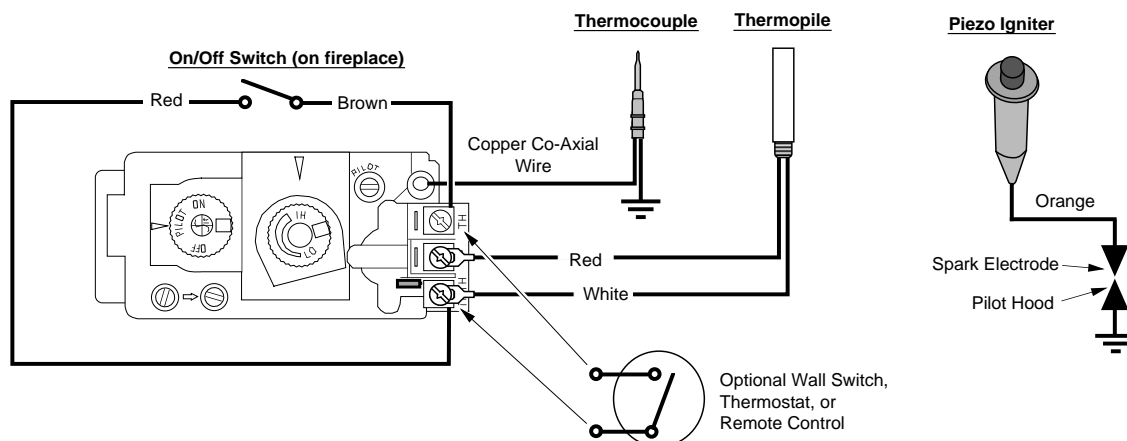 Thermocouple
Thermopile
Piezo Igniter
On/Off Switch (on fireplace)
Red
Brown
Copper Co-Axial
Wire
PILOT
PILOT ON
OFF
HI
LO
TH
Orange
Red
White
Spark Electrode
Pilot Hood
Optional Wall Switch,
Thermostat, or
Remote Control